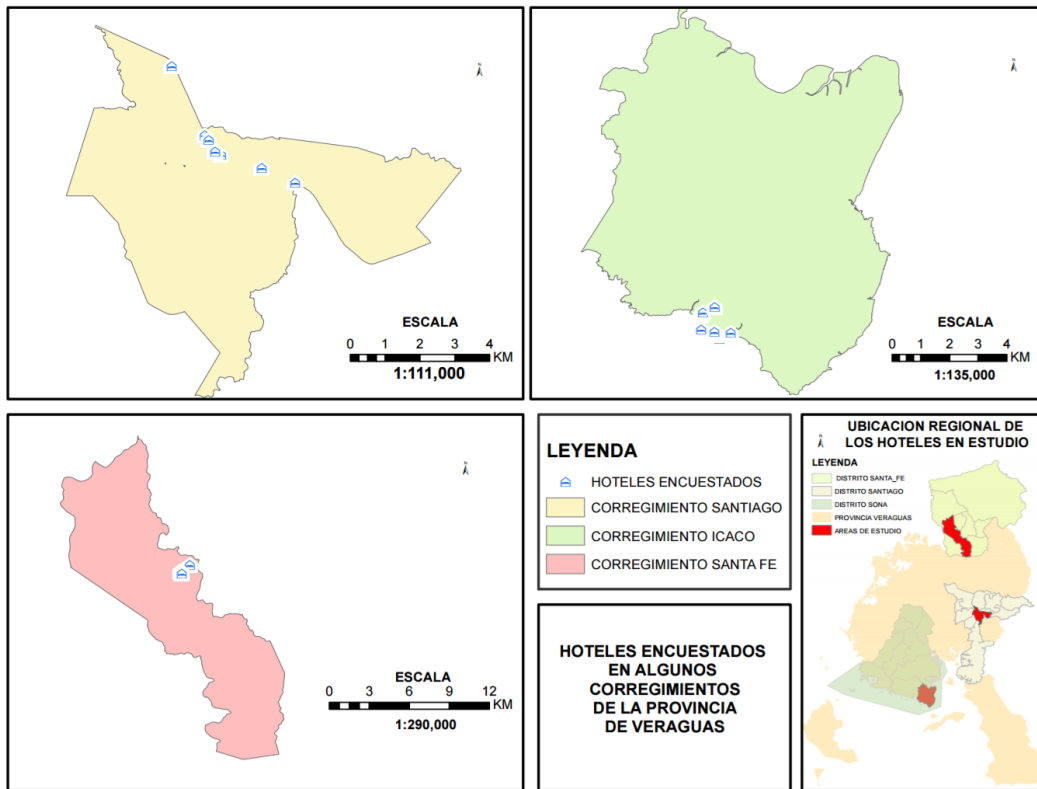 N
ESCALA
0 1 2 3 4
KM
1:111,000
N
ESCALA
0 1 2 3 4
KM
1:135,000
N
ESCALA
0 3 6 9 12
KM
1:290,000
LEYENDA
HOTELES ENCUESTADOS
CORREGIMIENTO SANTIAGO
CORREGIMIENTO ICACO
CORREGIMIENTO SANTA FE
HOTELES ENCUESTADOS
EN ALGUNOS
CORREGIMIENTOS
DE LA PROVINCIA
DE VERAGUAS
UBICACION REGIONAL DE
LOS HOTELES EN ESTUDIO
N
LEYENDA
DISTRITO SANTA_FE
DISTRITO SANTIAGO
DISTRITO SONA
PROVINCIA VERAGUAS
AREAS DE ESTUDIO